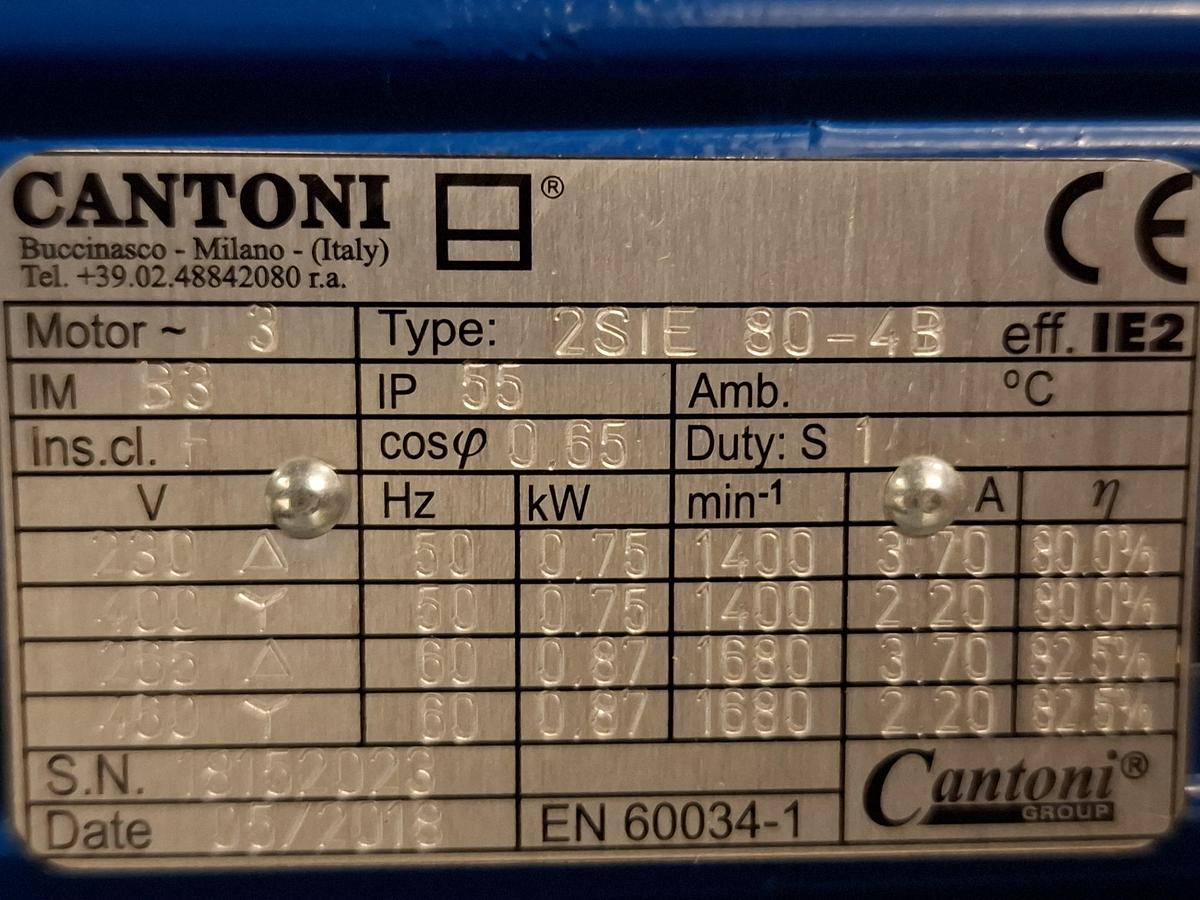 CANTONI ®
Buccinasco - Milano - (Italy)
Tel. +39.02.48842080 r.a.
CE
Motor ~ 3 Type: 2SIE 80-4B eff. IE2
IM B3 IP 55 Amb. ºC
Ins.cl. F cosφ 0.65 Duty: S 1
V Hz kW min-1 A η
230 △ 50 0.75 1400 3.70 80.0%
400 Y 50 0.75 1400 2.20 80.0%
265 △ 60 0.87 1680 3.70 82.5%
460 Y 60 0.87 1680 2.20 82.5%
S.N. 18152023
Date 05/2018 EN 60034-1
Cantoni®
GROUP